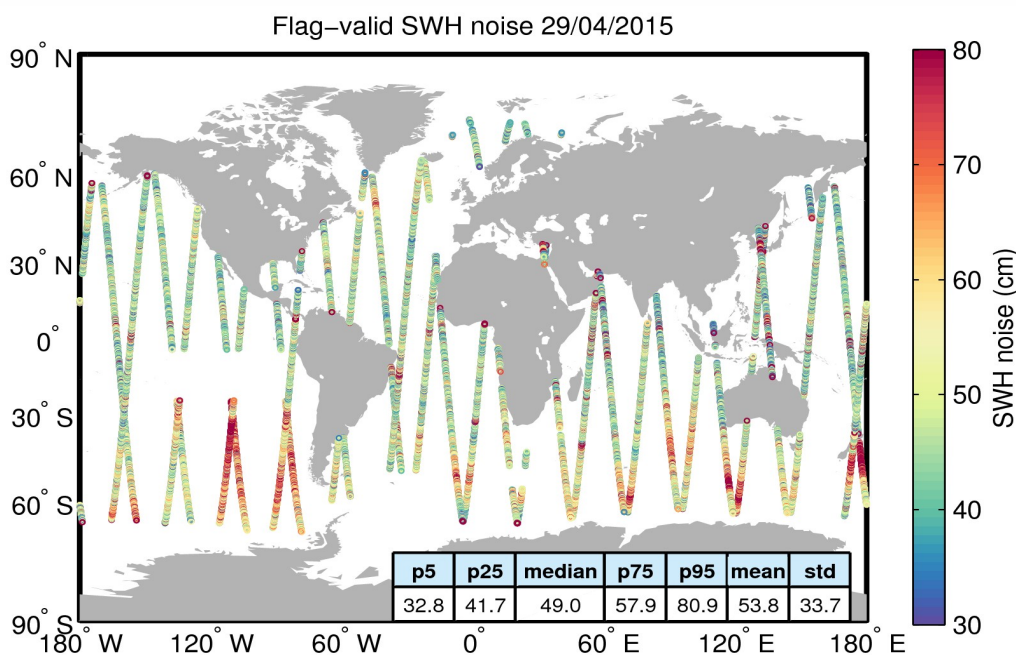 Flag−valid SWH noise 29/04/2015
90° N
60° N
30° N
0°
30° S
60° S
90° S
180° W
120° W
60° W
0°
60° E
120° E
180° E
80
70
60
50
40
30
SWH noise (cm)
p5 p25 median p75 p95 mean std
32.8 41.7 49.0 57.9 80.9 53.8 33.7